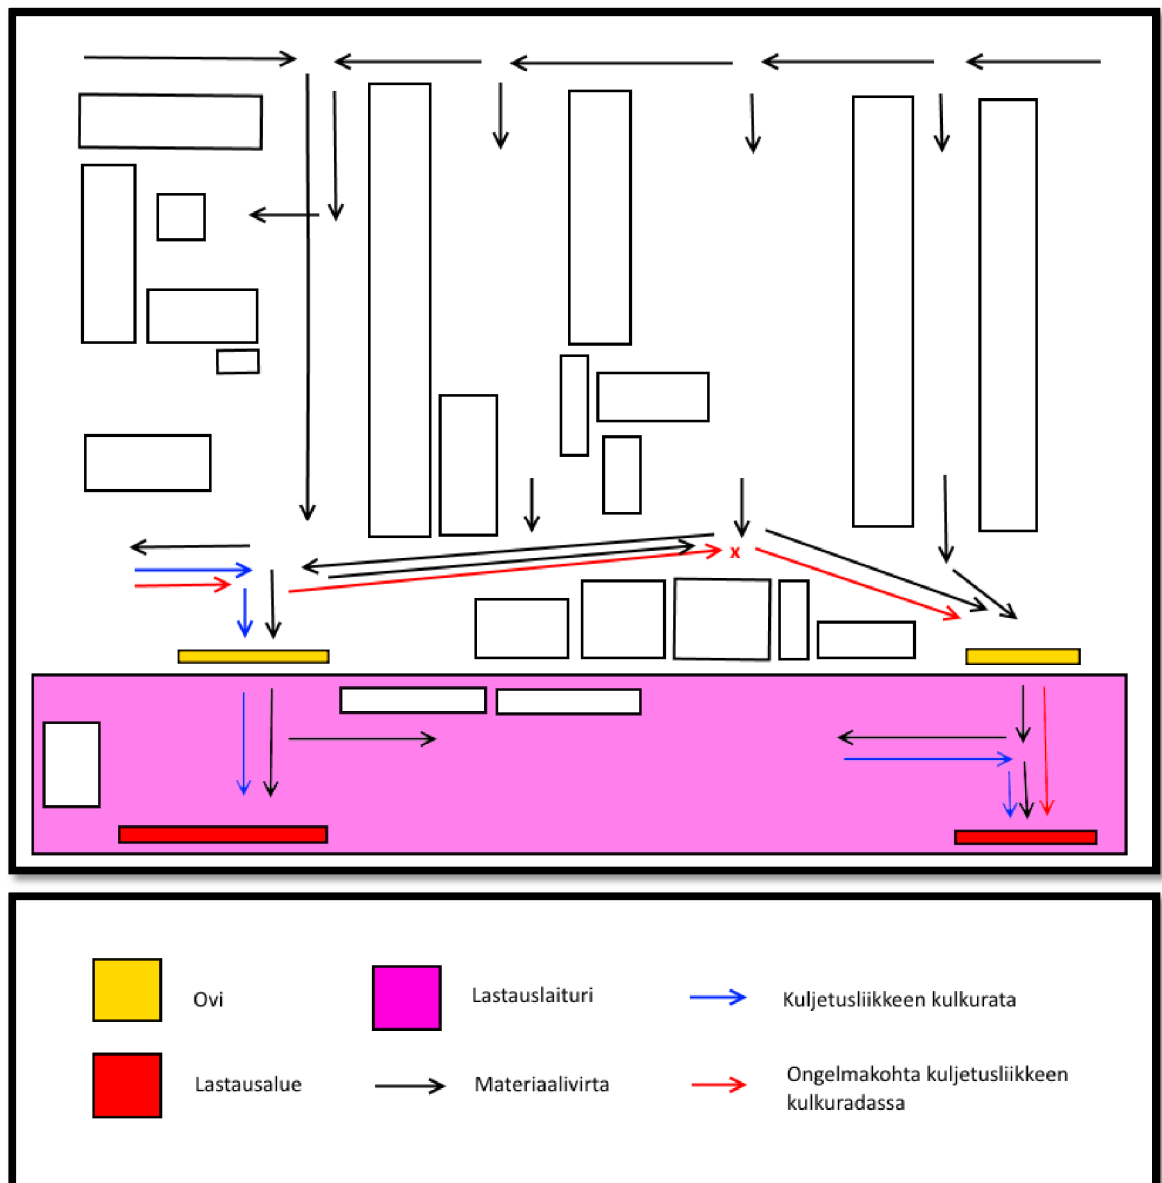 x
Ovi
Lastauslaituri
Kuljetusliikkeen kulkurata
Lastausalue
Materiaalivirta
Ongelmakohta kuljetusliikkeen
kulkuradassa